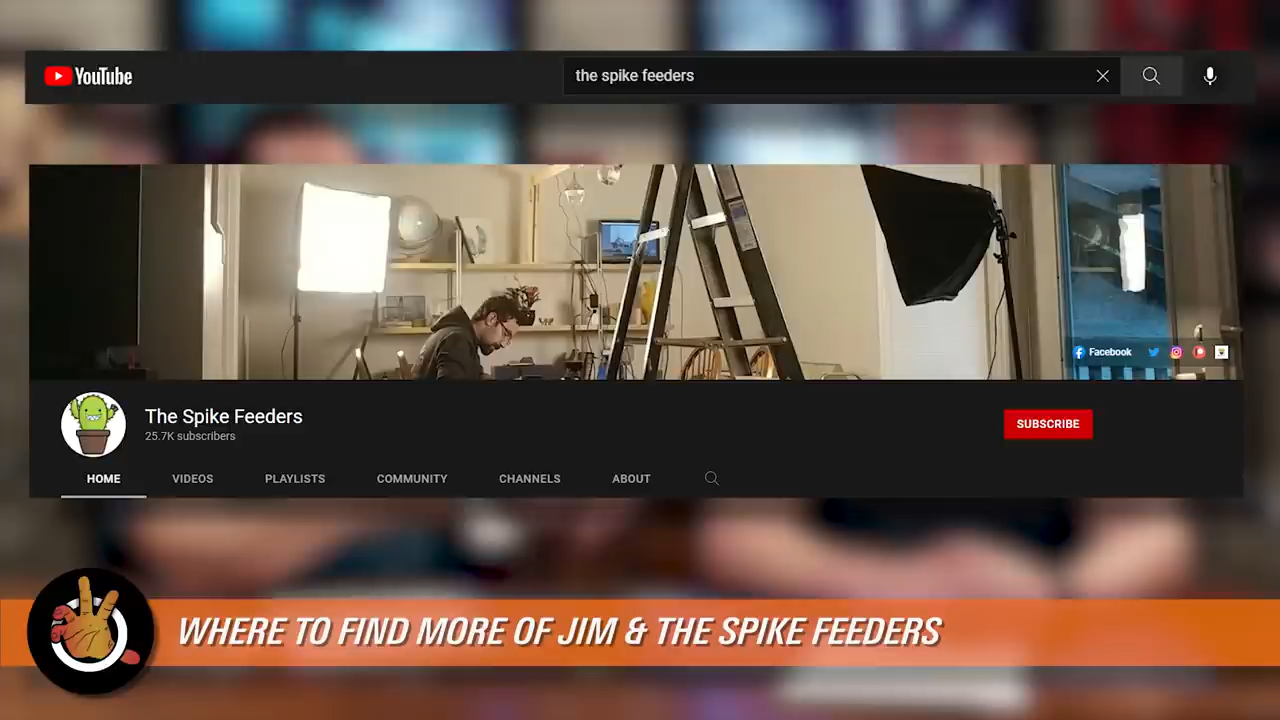 YouTube
the spike feeders
Facebook
The Spike Feeders
25.7K subscribers
SUBSCRIBE
HOME VIDEOS PLAYLISTS COMMUNITY CHANNELS ABOUT
WHERE TO FIND MORE OF JIM & THE SPIKE FEEDERS